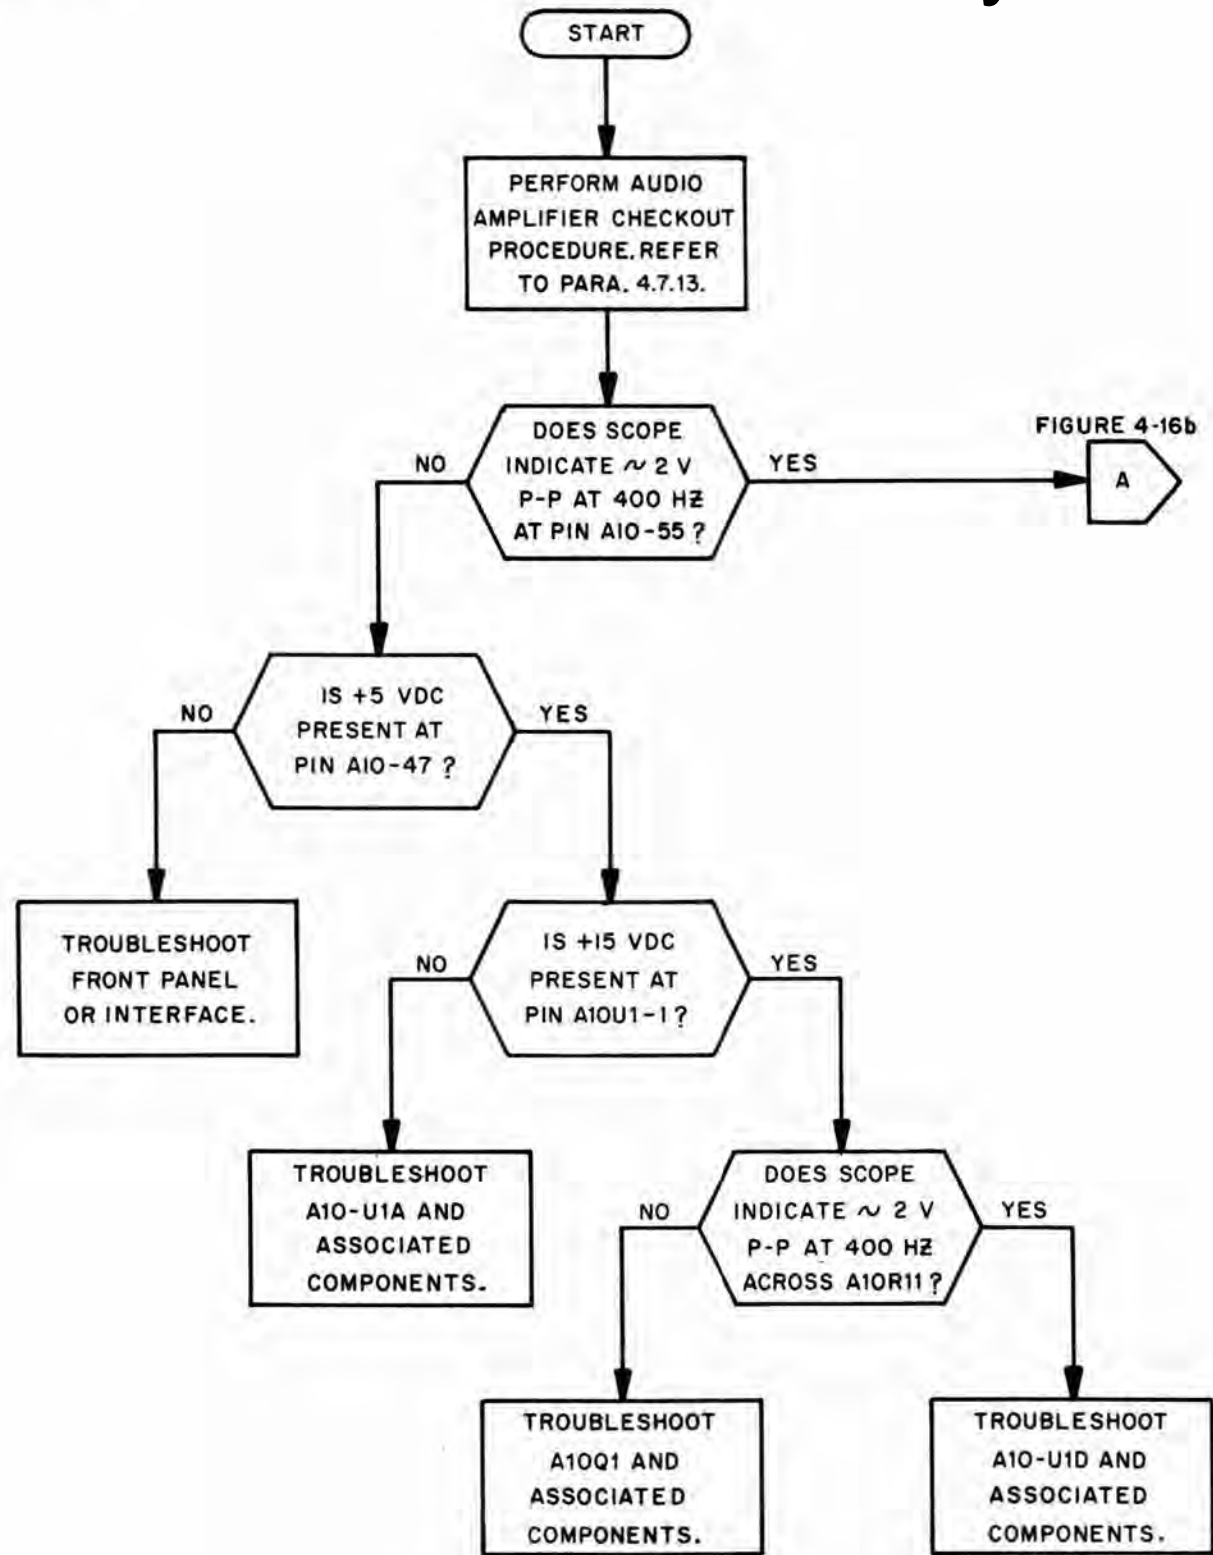 START
PERFORM AUDIO
AMPLIFIER CHECKOUT
PROCEDURE. REFER
TO PARA. 4.7.13.
DOES SCOPE
INDICATE ~ 2 V
P-P AT 400 HZ
AT PIN A10-55?
NO
YES
FIGURE 4-16b
A
IS +5 VDC
PRESENT AT
PIN A10-47?
NO
YES
TROUBLESHOOT
FRONT PANEL
OR INTERFACE.
IS +15 VDC
PRESENT AT
PIN A10U1-1?
NO
YES
TROUBLESHOOT
A10-U1A AND
ASSOCIATED
COMPONENTS.
DOES SCOPE
INDICATE ~ 2 V
P-P AT 400 HZ
ACROSS A10R11?
NO
YES
TROUBLESHOOT
A10Q1 AND
ASSOCIATED
COMPONENTS.
TROUBLESHOOT
A10-U1D AND
ASSOCIATED
COMPONENTS.